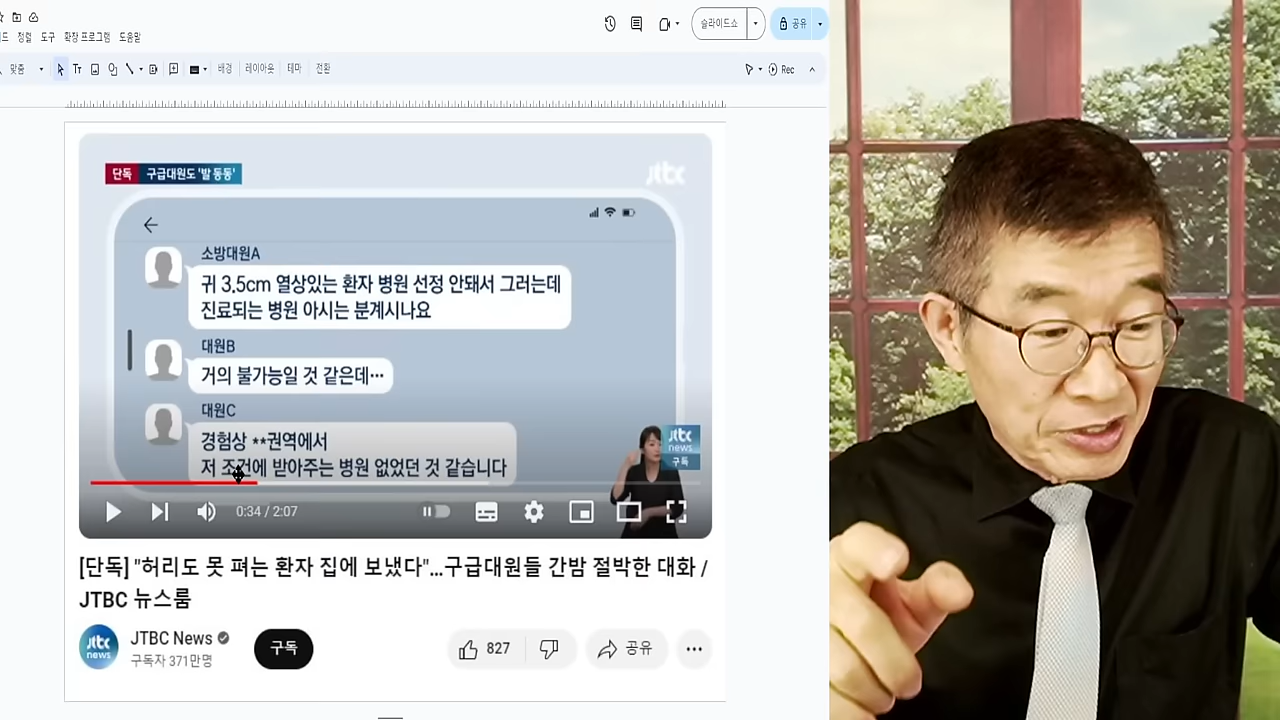 정렬 도구 확장 프로그램 도움말
슬라이드쇼
공유
맞춤
Tт
배경 레이아웃 테마 전환
Rec
단독 구급대원도 '발 동동'
jtbc
소방대원A
귀 3.5cm 열상있는 환자 병원 선정 안돼서 그러는데
진료되는 병원 아시는 분계시나요
대원B
거의 불가능일 것 같은데…
대원C
경험상 **권역에서
저 조건에 받아주는 병원 없었던 것 같습니다
jtbc
news
구독
0:34 / 2:07
[단독] "허리도 못 펴는 환자 집에 보냈다"…구급대원들 간밤 절박한 대화 /
JTBC 뉴스룸
jtbc
news
JTBC News
구독자 371만명
구독
827
공유